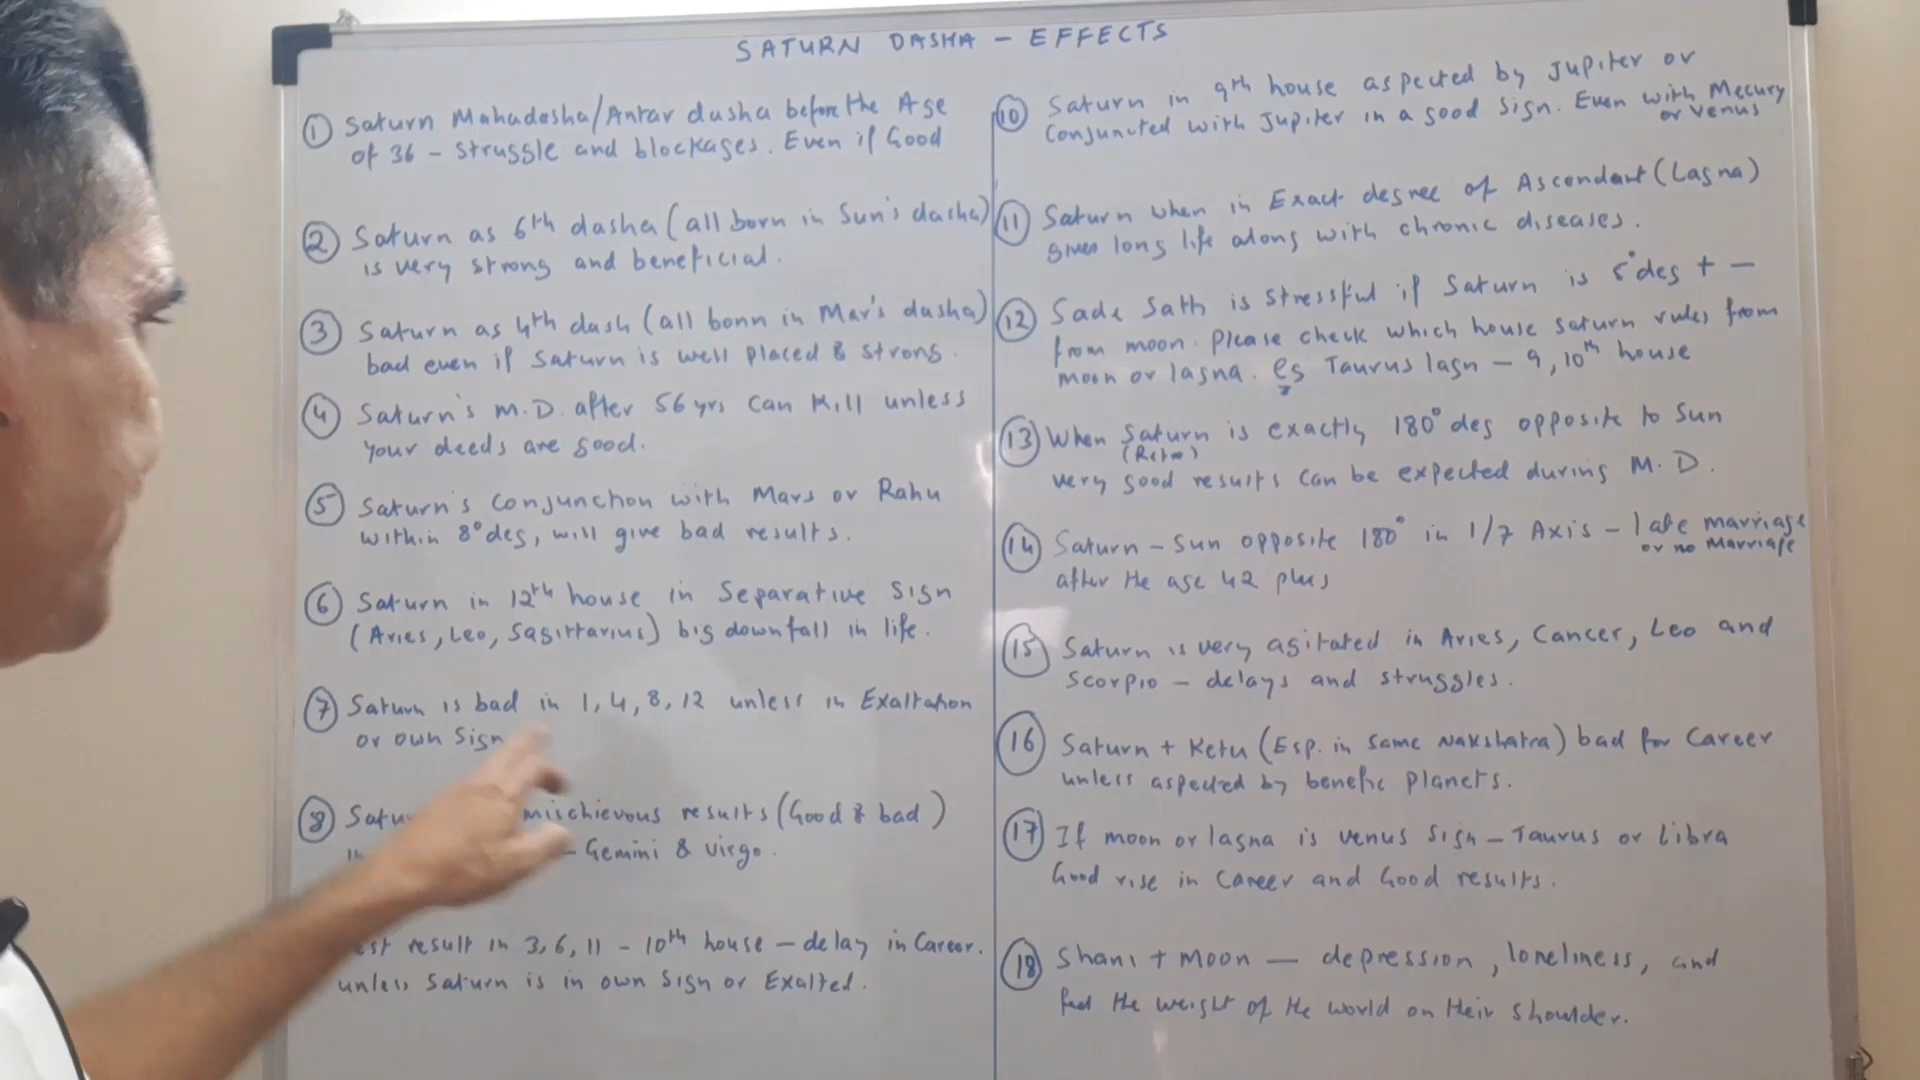 SATURN DASHA - EFFECTS
1 Saturn Mahadasha/Antar dasha before the Age
of 36 - Struggle and blockages. Even if Good
2 Saturn as 6th dasha (all born in Sun's dasha)
is very strong and beneficial.
3 Saturn as 4th dash (all bonn in Mar's dasha)
bad even if Saturn is well placed & strong.
4 Saturn's M.D. after 56 yrs can kill unless
your deeds are good.
5 Saturn's conjunction with Mars or Rahu
within 8° deg, will give bad results.
6 Saturn in 12th house in Separative Sign
(Aries, Leo, Sagittarius) big downfall in life.
7 Saturn is bad in 1, 4, 8, 12 unless in Exaltation
or own Sign
8 mischievous results (Good & bad)
- Gemini & Virgo.
result in 3, 6, 11 - 10th house - delay in Career.
unless Saturn is in own Sign or Exalted.
10 Saturn in 9th house aspected by Jupiter or
Conjuncted with Jupiter in a good sign. Even with Mecury
or Venus
11 Saturn when in Exact degree of Ascendant (Lagna)
gives long life along with chronic diseases.
12 Sade Sath is stressful if Saturn is 5° deg + -
from moon. Please check which house saturn rules from
moon or lagna. eg Taurus lagn - 9, 10th house
13 When Saturn is exactly 180° deg opposite to Sun
(Retro)
very good results can be expected during M.D.
14 Saturn - Sun opposite 180° in 1/7 Axis - late marriage
or no Marriage
after the age 42 plus
15 Saturn is very agitated in Aries, Cancer, Leo and
Scorpio - delays and struggles.
16 Saturn + Ketu (Esp. in same Nakshatra) bad for Career
unless aspected by benefic planets.
17 If moon or lagna is Venus Sign - Taurus or Libra
Good rise in Career and Good results.
18 Shani + Moon - depression, loneliness, and
feel the weight of the world on their shoulder.